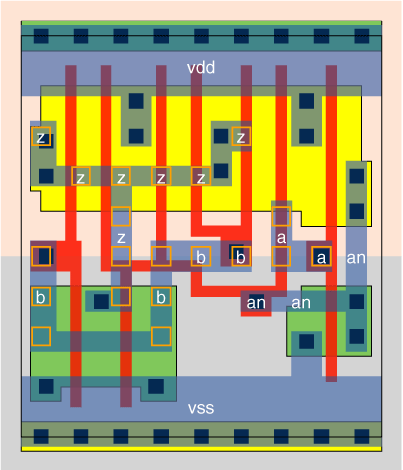 vdd
z z
z z z z
z a
b b a an
b b an an
vss